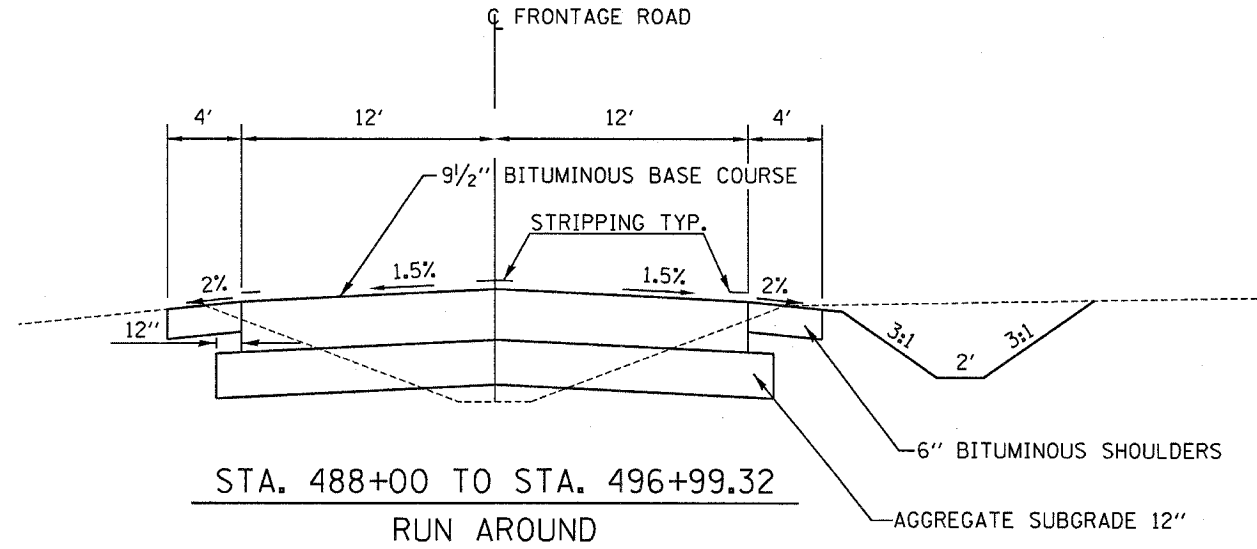 ℄ FRONTAGE ROAD
4' 12' 12' 4'
9 1/2" BITUMINOUS BASE COURSE
STRIPPING TYP.
2% 1.5% 1.5% 2%
12"
3:1 2' 3:1
6" BITUMINOUS SHOULDERS
STA. 488+00 TO STA. 496+99.32
RUN AROUND
AGGREGATE SUBGRADE 12"